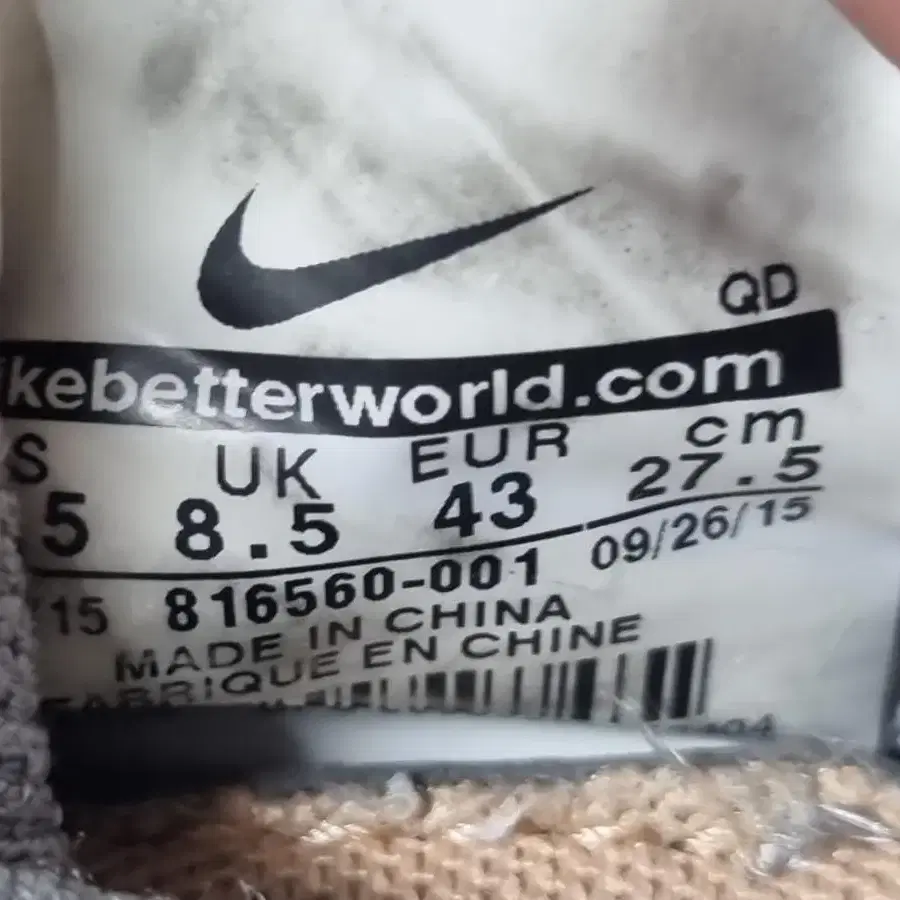 QD
kebetterworld.com
S UK EUR cm
5 8.5 43 27.5
15 816560-001 09/26/15
MADE IN CHINA
FABRIQUE EN CHINE